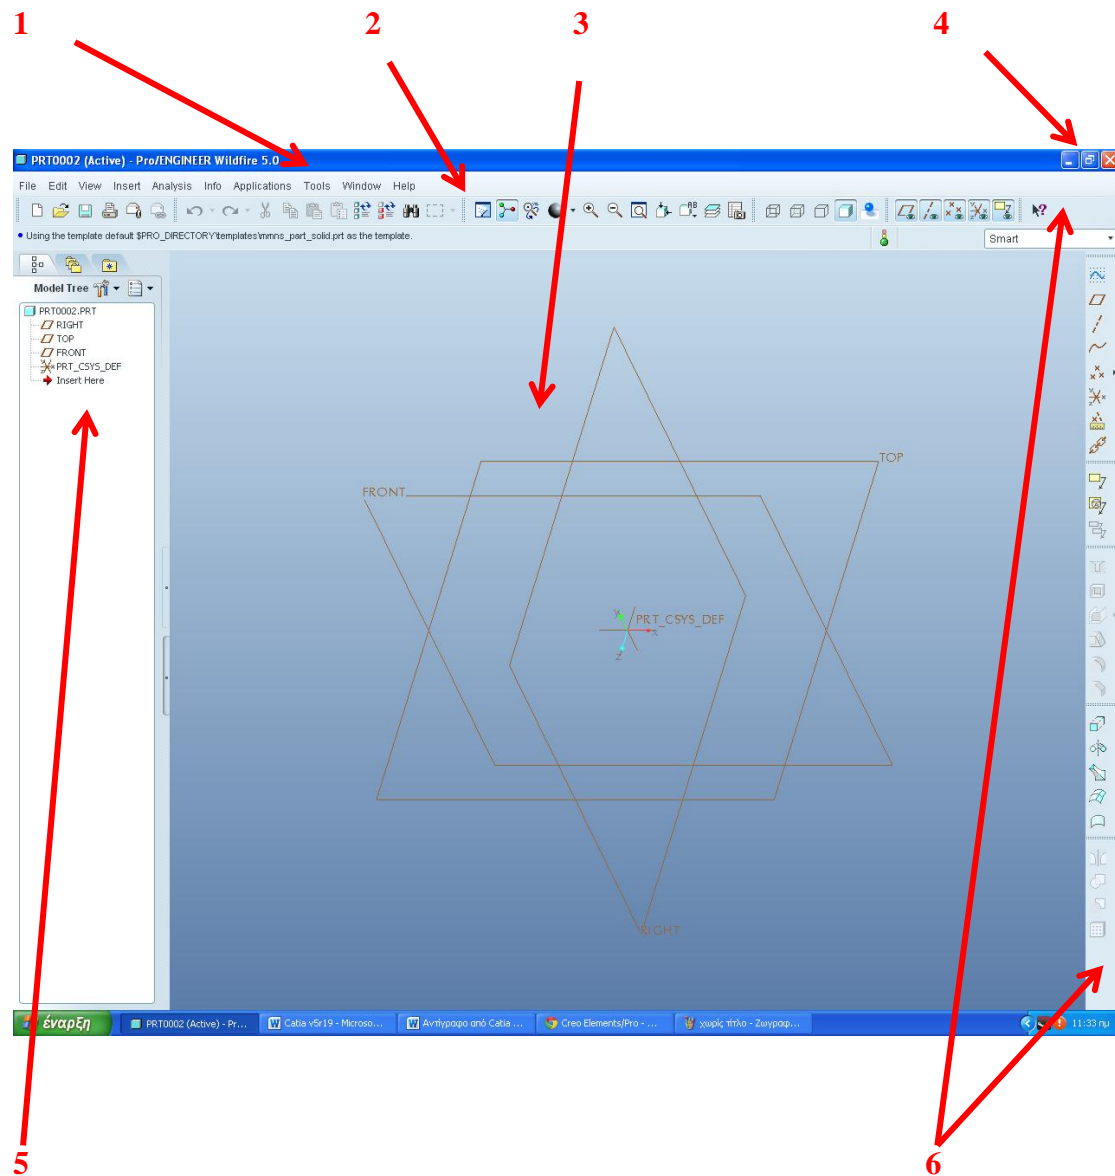 1 2 3 4
PRT0002 (Active) - Pro/ENGINEER Wildfire 5.0
File Edit View Insert Analysis Info Applications Tools Window Help
• Using the template default $PRO_DIRECTORY\templates\mmns_part_solid.prt as the template.
Smart
Model Tree
PRT0002.PRT
RIGHT
TOP
FRONT
PRT_CSYS_DEF
Insert Here
TOP
FRONT
Y
PRT_CSYS_DEF
X
Z
RIGHT
έναρξη
PRT0002 (Active) - Pr...
Catia v5r19 - Microso...
Αντίγραφο από Catia ...
Creo Elements/Pro - ...
χωρίς τίτλο - Ζωγραφ...
11:33 πμ
5 6